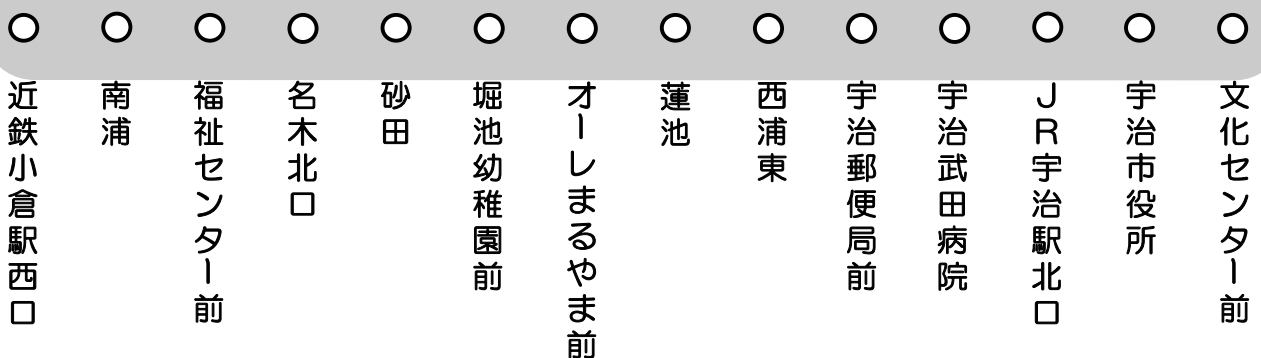 近鉄小倉駅西口
南浦
福祉センター前
名木北口
砂田
堀池幼稚園前
オーしまるやま前
蓮池
西浦東
宇治郵便局前
宇治武田病院
JR宇治駅北口
宇治市役所
文化センター前